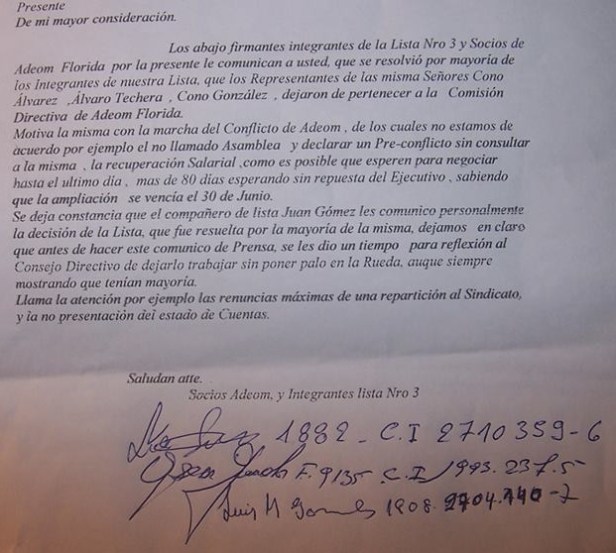 Presente
De mi mayor consideración.
Los abajo firmantes integrantes de la Lista Nro 3 y Socios de
Adeom Florida por la presente le comunican a usted, que se resolvió por mayoría de
los Integrantes de nuestra Lista, que los Representantes de las misma Señores Cono
Álvarez ,Álvaro Techera , Cono González , dejaron de pertenecer a la Comisión
Directiva de Adeom Florida.
Motiva la misma con la marcha del Conflicto de Adeom , de los cuales no estamos de
acuerdo por ejemplo el no llamado Asamblea y declarar un Pre-conflicto sin consultar
a la misma , la recuperación Salarial ,como es posible que esperen para negociar
hasta el ultimo día , mas de 80 días esperando sin repuesta del Ejecutivo , sabiendo
que la ampliación se vencía el 30 de Junio.
Se deja constancia que el compañero de lista Juan Gómez les comunico personalmente
la decisión de la Lista, que fue resuelta por la mayoría de la misma, dejamos en claro
que antes de hacer este comunico de Prensa, se les dio un tiempo para reflexión al
Consejo Directivo de dejarlo trabajar sin poner palo en la Rueda, auque siempre
mostrando que tenían mayoría.
Llama la atención por ejemplo las renuncias máximas de una repartición al Sindicato,
y la no presentación del estado de Cuentas.
Saludan atte.
Socios Adeom, y Integrantes lista Nro 3
1882 - C.I 2710359-6
F. 9135 C.I 1993.237.5
Luis H 1908. 2704.740-2